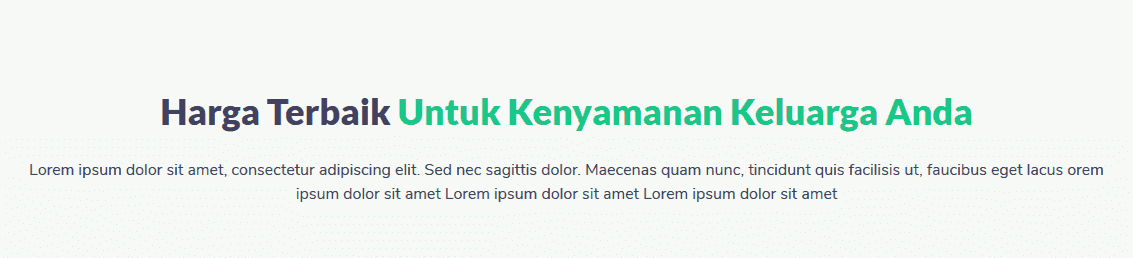 Harga Terbaik Untuk Kenyamanan Keluarga Anda
Lorem ipsum dolor sit amet, consectetur adipiscing elit. Sed nec sagittis dolor. Maecenas quam nunc, tincidunt quis facilisis ut, faucibus eget lacus orem
ipsum dolor sit amet Lorem ipsum dolor sit amet Lorem ipsum dolor sit amet